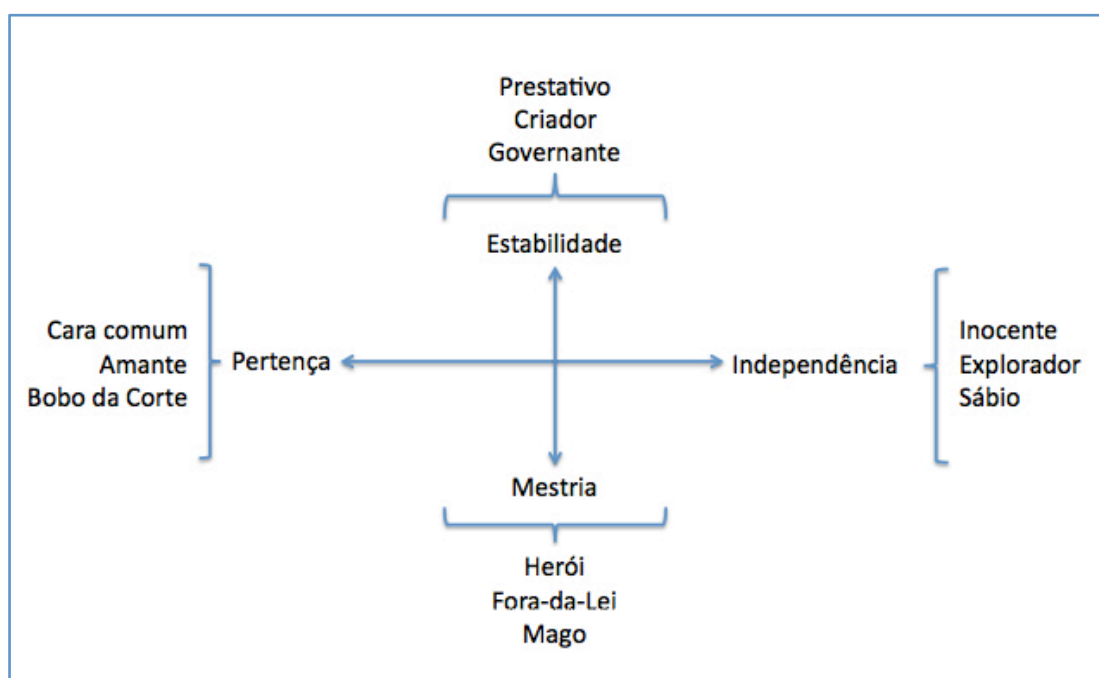 Prestativo
Criador
Governante
Estabilidade
Cara comum
Amante
Bobo da Corte
Pertença
Independência
Inocente
Explorador
Sábio
Mestria
Herói
Fora-da-Lei
Mago